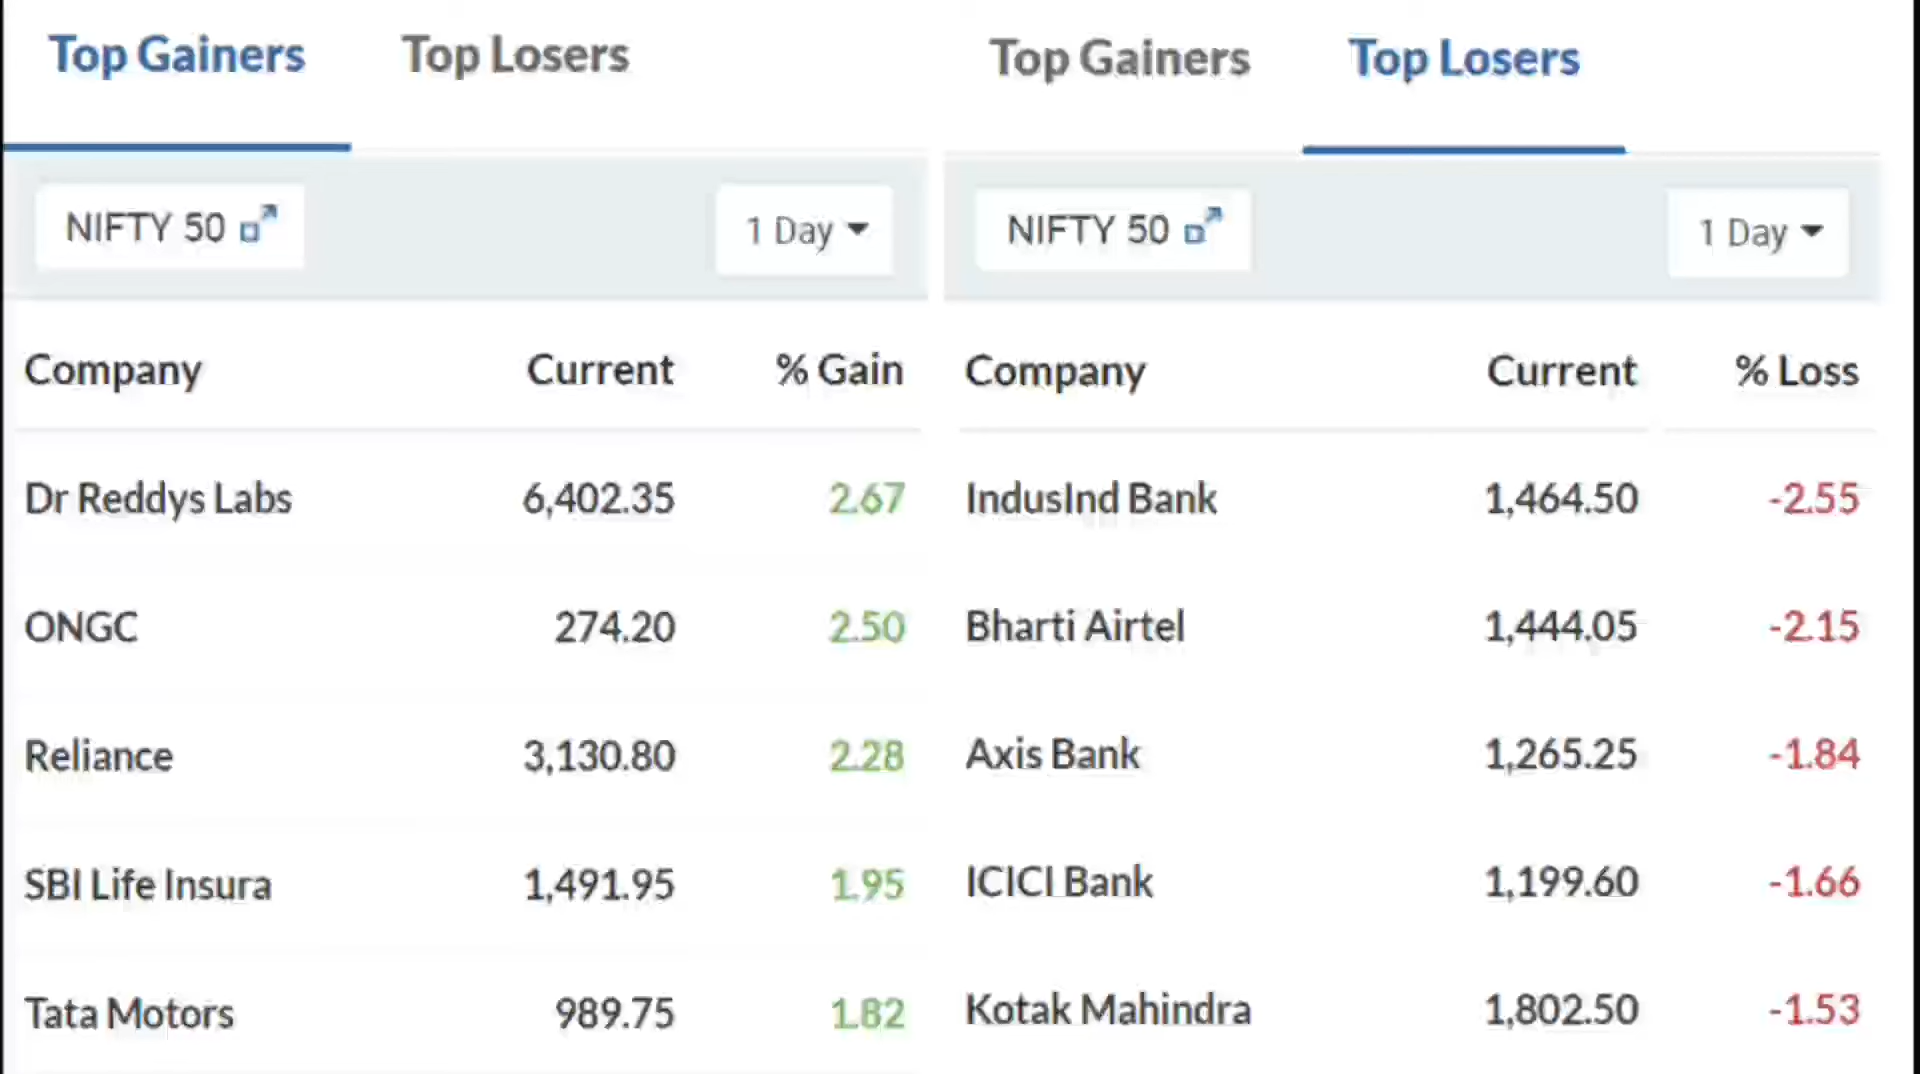 Top Gainers Top Losers
NIFTY 50 1 Day
Company Current % Gain
Dr Reddys Labs 6,402.35 2.67
ONGC 274.20 2.50
Reliance 3,130.80 2.28
SBI Life Insura 1,491.95 1.95
Tata Motors 989.75 1.82
Top Gainers Top Losers
NIFTY 50 1 Day
Company Current % Loss
IndusInd Bank 1,464.50 -2.55
Bharti Airtel 1,444.05 -2.15
Axis Bank 1,265.25 -1.84
ICICI Bank 1,199.60 -1.66
Kotak Mahindra 1,802.50 -1.53